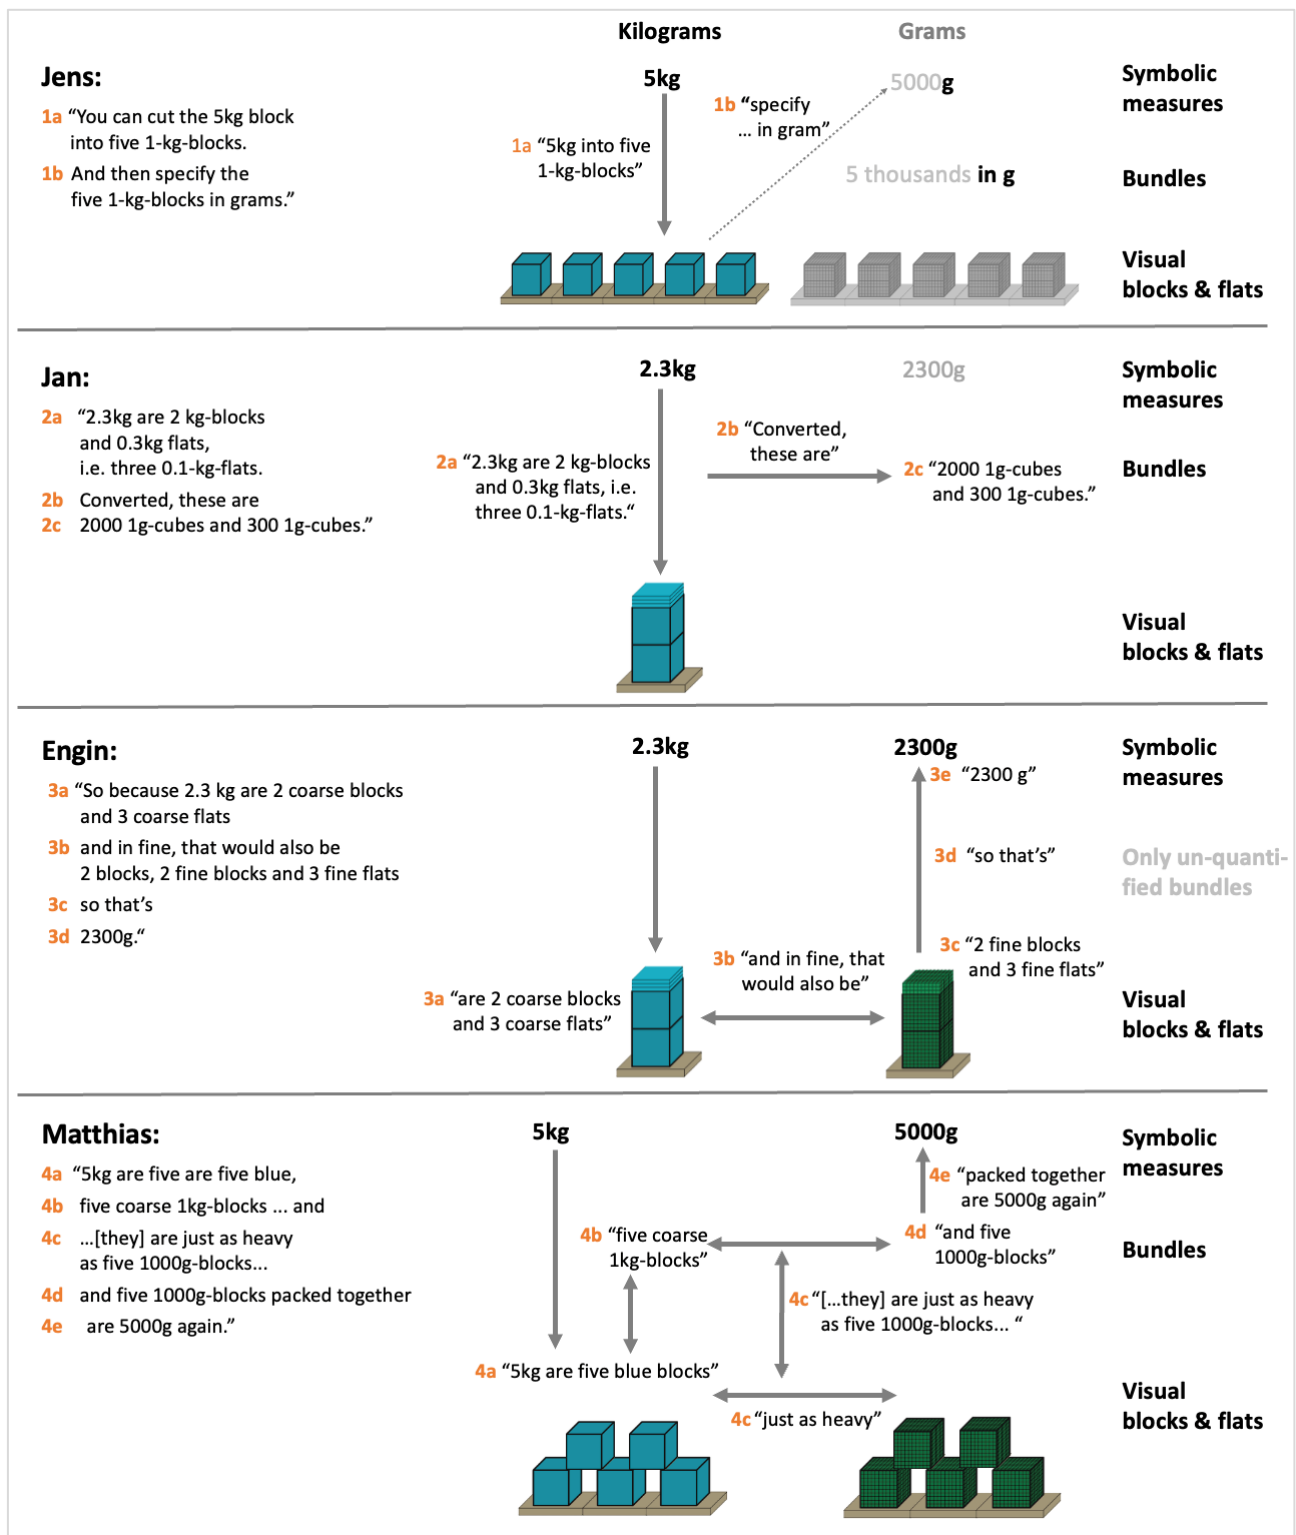 Kilograms
Grams
Jens:
1a “You can cut the 5kg block
into five 1-kg-blocks.
1b And then specify the
five 1-kg-blocks in grams.”
5kg
1a “5kg into five
1-kg-blocks”
1b “specify
... in gram”
5000g
5 thousands in g
Symbolic
measures
Bundles
Visual
blocks & flats
Jan:
2a “2.3kg are 2 kg-blocks
and 0.3kg flats,
i.e. three 0.1-kg-flats.
2b Converted, these are
2c 2000 1g-cubes and 300 1g-cubes.”
2.3kg
2a “2.3kg are 2 kg-blocks
and 0.3kg flats, i.e.
three 0.1-kg-flats.“
2b “Converted,
these are”
2300g
2c “2000 1g-cubes
and 300 1g-cubes.”
Symbolic
measures
Bundles
Visual
blocks & flats
Engin:
3a “So because 2.3 kg are 2 coarse blocks
and 3 coarse flats
3b and in fine, that would also be
2 blocks, 2 fine blocks and 3 fine flats
3c so that’s
3d 2300g.“
2.3kg
3a “are 2 coarse blocks
and 3 coarse flats”
3b “and in fine, that
would also be”
2300g
3e “2300 g”
3d “so that’s”
3c “2 fine blocks
and 3 fine flats”
Symbolic
measures
Only un-quanti-
fied bundles
Visual
blocks & flats
Matthias:
4a “5kg are five are five blue,
4b five coarse 1kg-blocks ... and
4c ...[they] are just as heavy
as five 1000g-blocks...
4d and five 1000g-blocks packed together
4e are 5000g again.”
5kg
4b “five coarse
1kg-blocks”
4a “5kg are five blue blocks”
4c “[...they] are just as heavy
as five 1000g-blocks... “
4c “just as heavy”
5000g
4e “packed together
are 5000g again”
4d “and five
1000g-blocks”
Symbolic
measures
Bundles
Visual
blocks & flats